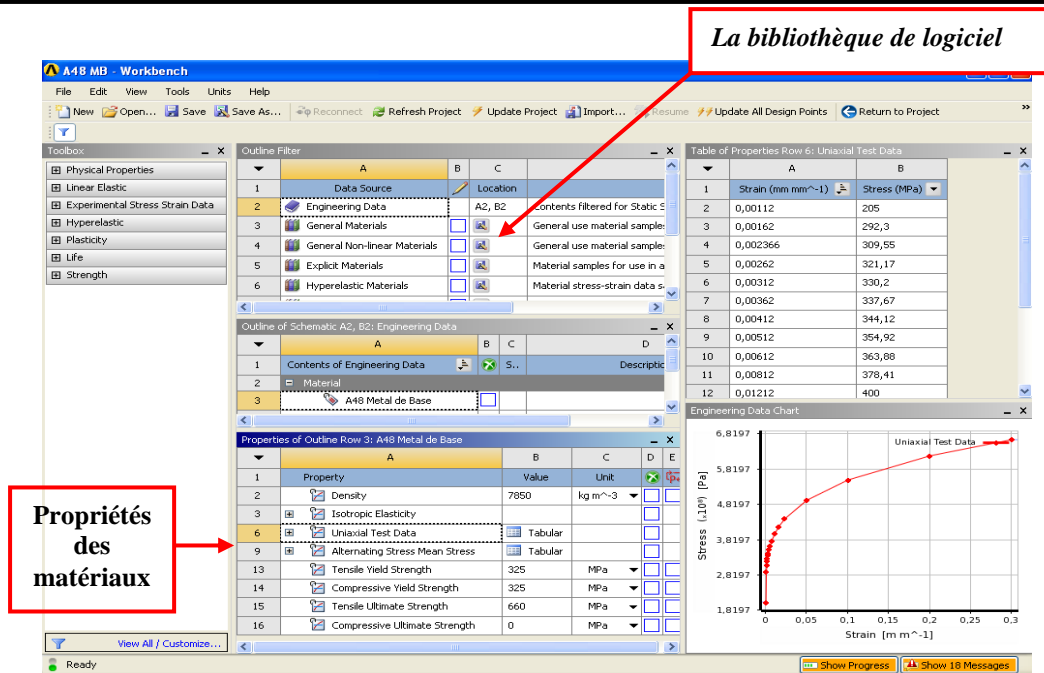 La bibliothèque de logiciel
A48 MB - Workbench
File Edit View Tools Units Help
New Open... Save Save As... Reconnect Refresh Project Update Project Import... Resume Update All Design Points Return to Project »
Toolbox
Physical Properties
Linear Elastic
Experimental Stress Strain Data
Hyperelastic
Plasticity
Life
Strength
View All / Customize...
Outline Filter
A B C
1 Data Source Location
2 Engineering Data A2, B2 Contents filtered for Static S
3 General Materials General use material samples
4 General Non-linear Materials General use material samples
5 Explicit Materials Material samples for use in a
6 Hyperelastic Materials Material stress-strain data s
Outline of Schematic A2, B2: Engineering Data
A B C D
1 Contents of Engineering Data S.. Descriptic
2 Material
3 A48 Metal de Base
Properties of Outline Row 3: A48 Metal de Base
A B C D E
1 Property Value Unit
2 Density 7850 kg m^-3
3 Isotropic Elasticity
6 Uniaxial Test Data Tabular
9 Alternating Stress Mean Stress Tabular
13 Tensile Yield Strength 325 MPa
14 Compressive Yield Strength 325 MPa
15 Tensile Ultimate Strength 660 MPa
16 Compressive Ultimate Strength 0 MPa
Propriétés
des
matériaux
Table of Properties Row 6: Uniaxial Test Data
A B
1 Strain (mm mm^-1) Stress (MPa)
2 0,00112 205
3 0,00162 292,3
4 0,002366 309,55
5 0,00262 321,17
6 0,00312 330,2
7 0,00362 337,67
8 0,00412 344,12
9 0,00512 354,92
10 0,00612 363,88
11 0,00812 378,41
12 0,01212 400
Engineering Data Chart
Uniaxial Test Data
6,8197
5,8197
4,8197
3,8197
2,8197
1,8197
Stress (x10⁸) [Pa]
0 0,05 0,1 0,15 0,2 0,25 0,3
Strain [m m^-1]
Ready
Show Progress Show 18 Messages